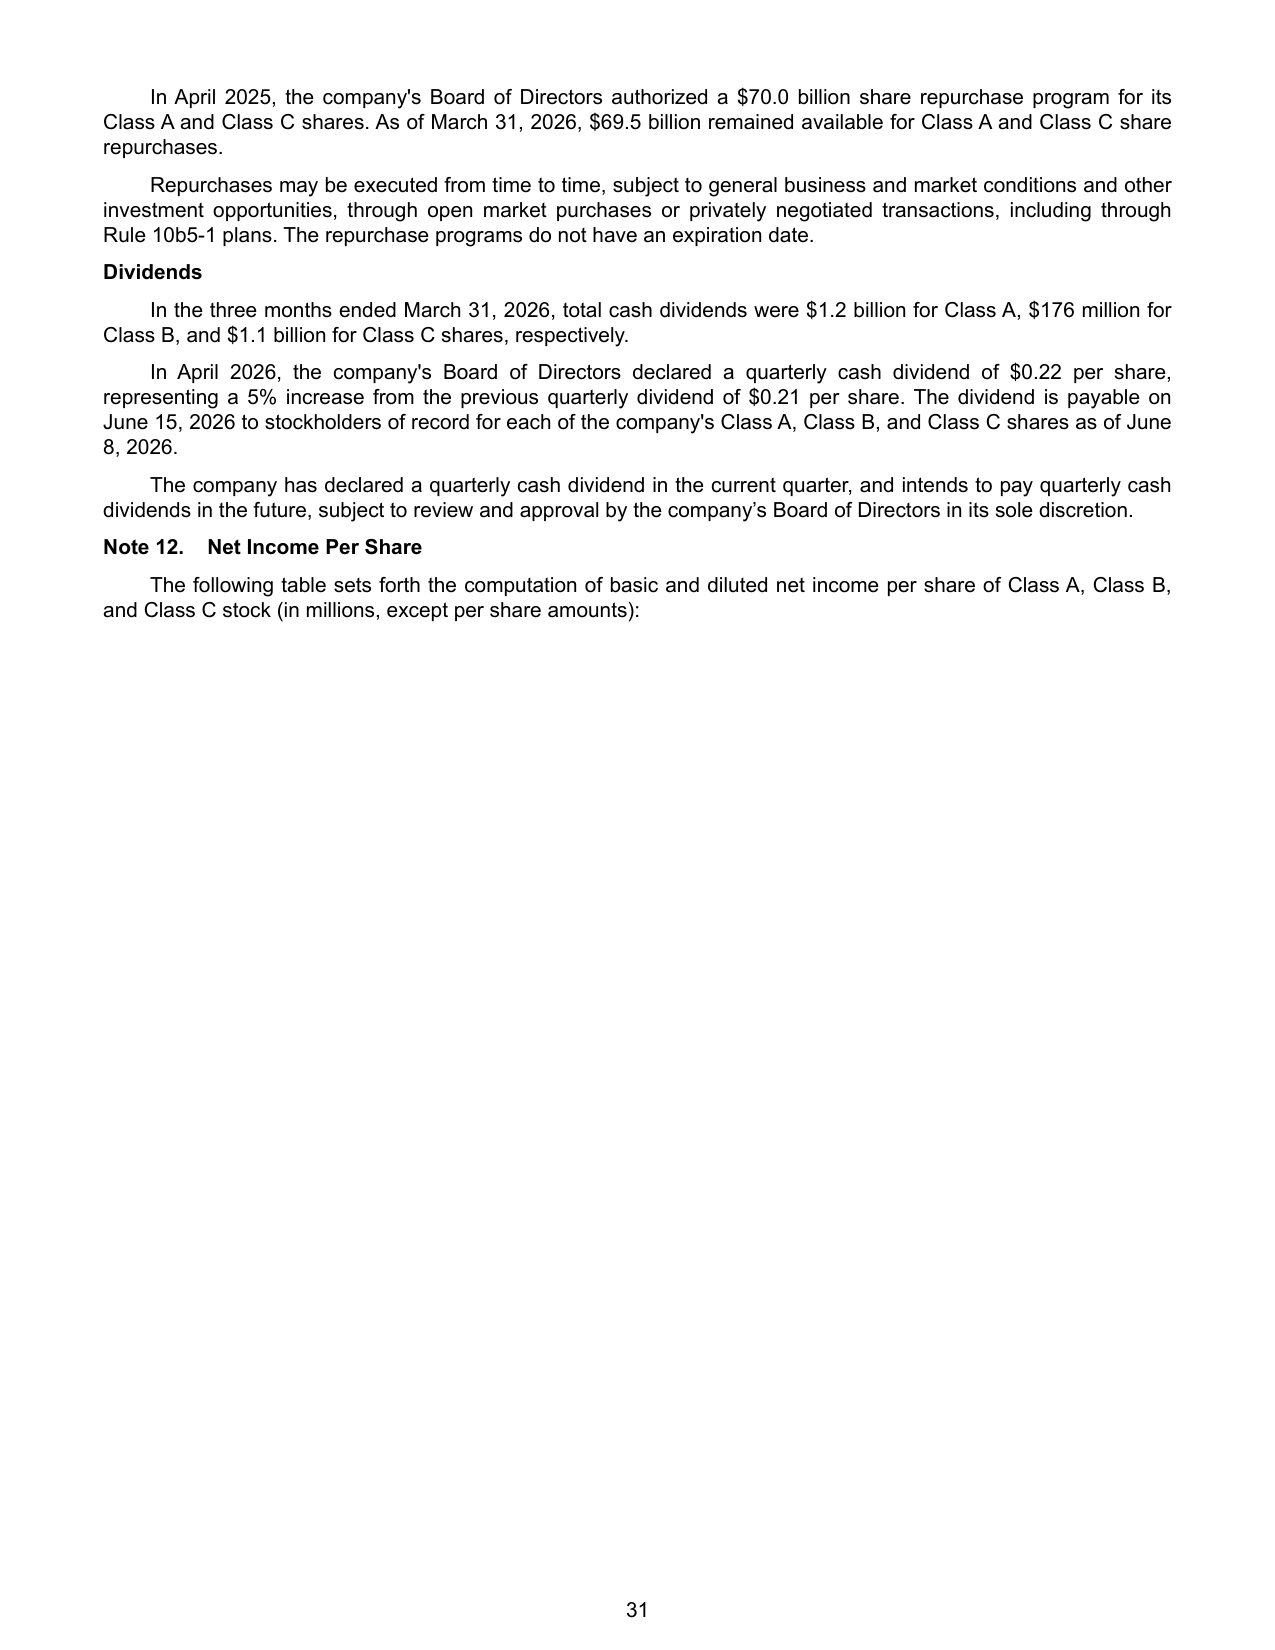 In April 2025, the company's Board of Directors authorized a $70.0 billion share repurchase program for its
Class A and Class C shares. As of March 31, 2026, $69.5 billion remained available for Class A and Class C share
repurchases.
Repurchases may be executed from time to time, subject to general business and market conditions and other
investment opportunities, through open market purchases or privately negotiated transactions, including through
Rule 10b5-1 plans. The repurchase programs do not have an expiration date.
Dividends
In the three months ended March 31, 2026, total cash dividends were $1.2 billion for Class A, $176 million for
Class B, and $1.1 billion for Class C shares, respectively.
In April 2026, the company's Board of Directors declared a quarterly cash dividend of $0.22 per share,
representing a 5% increase from the previous quarterly dividend of $0.21 per share. The dividend is payable on
June 15, 2026 to stockholders of record for each of the company's Class A, Class B, and Class C shares as of June
8, 2026.
The company has declared a quarterly cash dividend in the current quarter, and intends to pay quarterly cash
dividends in the future, subject to review and approval by the company’s Board of Directors in its sole discretion.
Note 12. Net Income Per Share
The following table sets forth the computation of basic and diluted net income per share of Class A, Class B,
and Class C stock (in millions, except per share amounts):
31